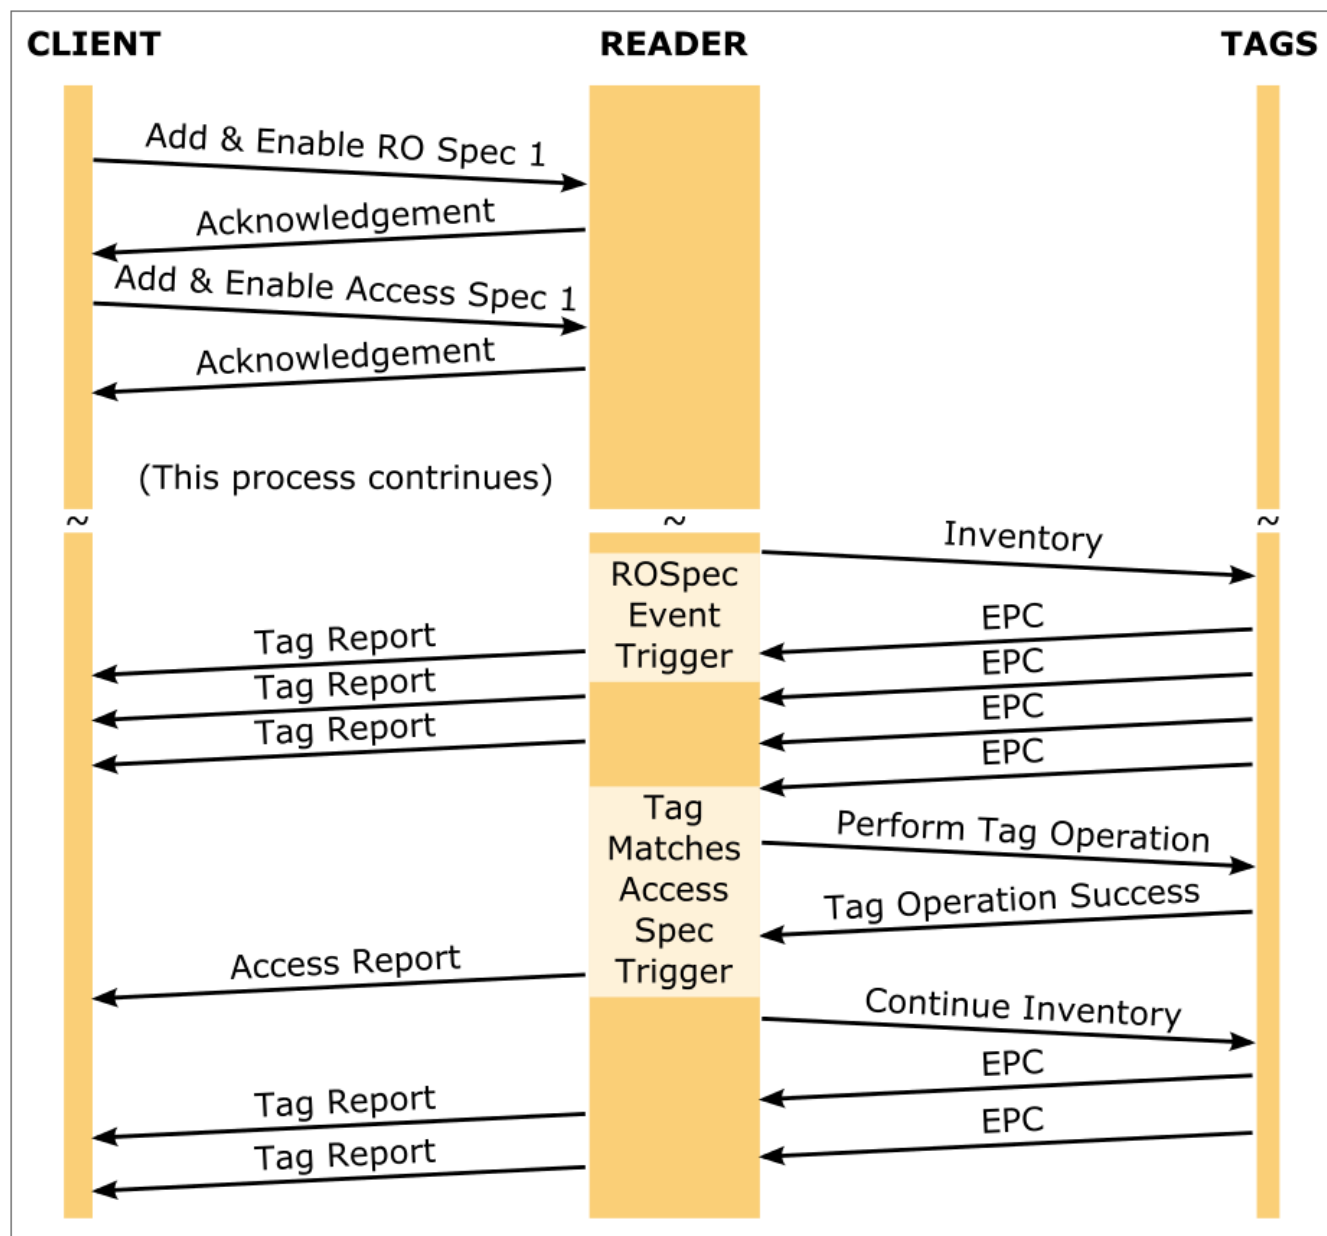 CLIENT READER TAGS
Add & Enable RO Spec 1
Acknowledgement
Add & Enable Access Spec 1
Acknowledgement
(This process contrinues)
~ ~ ~
Inventory
ROSpec
Event
Trigger
EPC
Tag Report
EPC
Tag Report
EPC
Tag Report
EPC
Tag
Matches
Access
Spec
Trigger
Perform Tag Operation
Tag Operation Success
Access Report
Continue Inventory
EPC
Tag Report
EPC
Tag Report